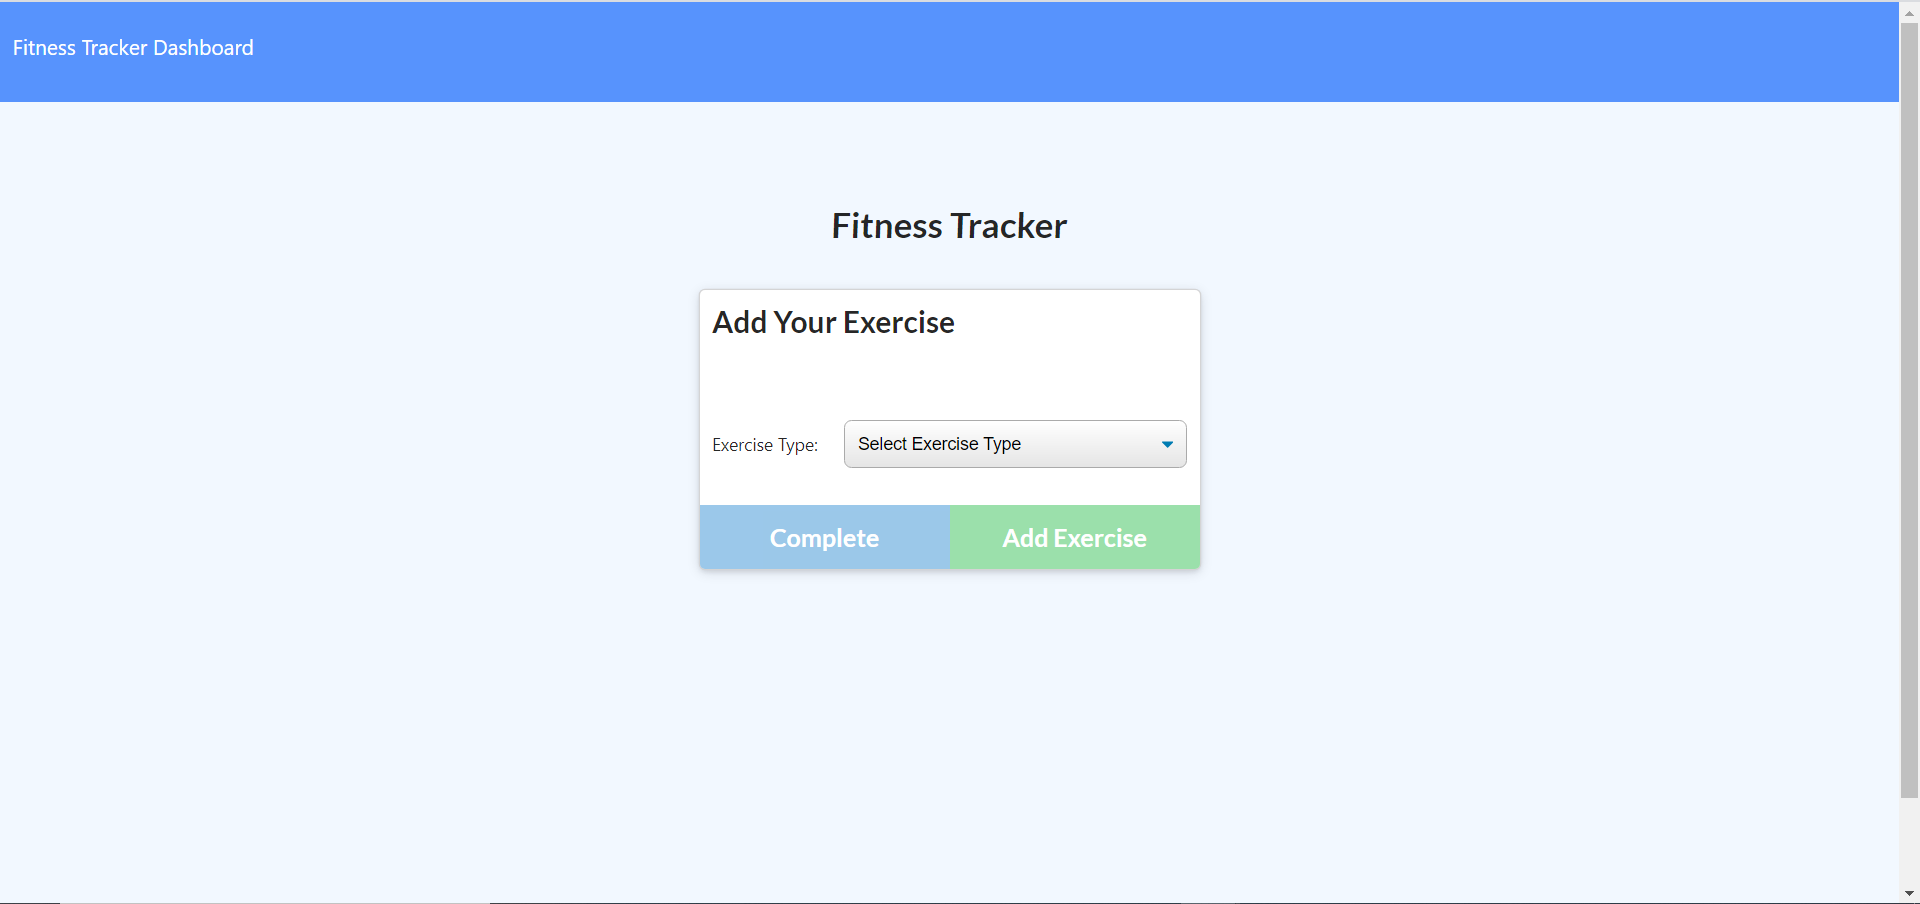 Fitness Tracker Dashboard
Fitness Tracker
Add Your Exercise
Exercise Type: Select Exercise Type
Complete Add Exercise